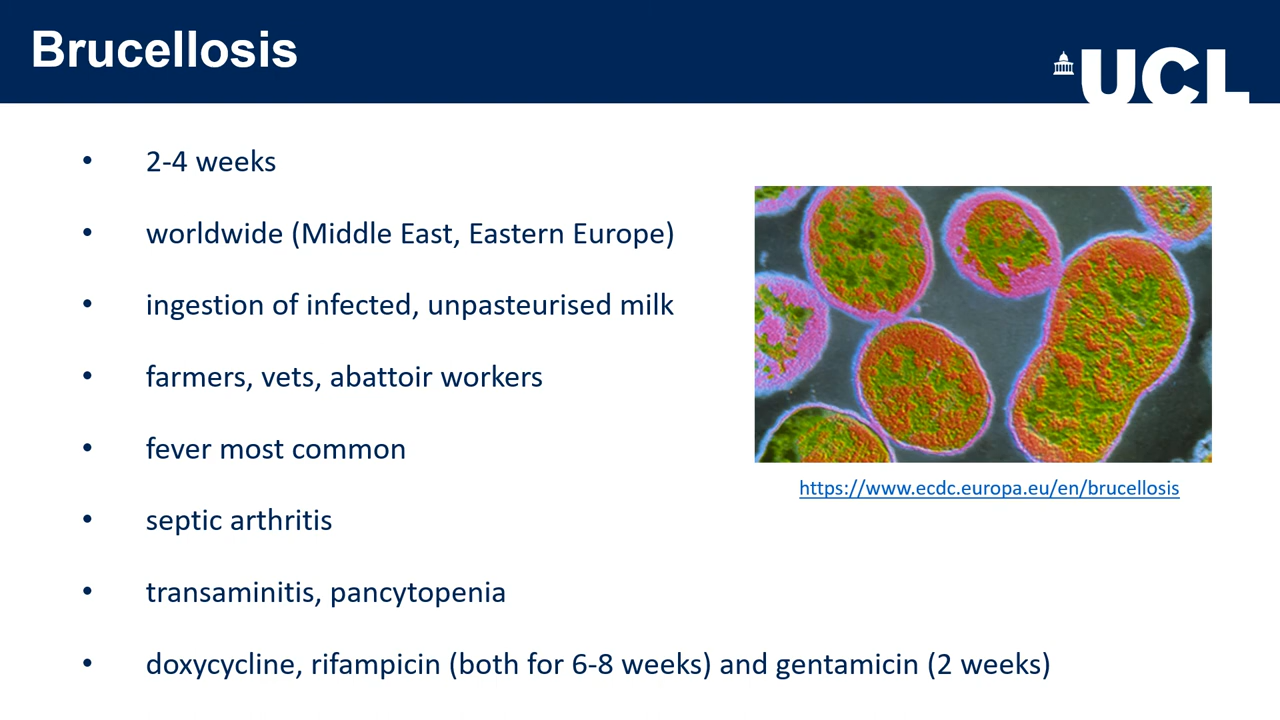 Brucellosis
UCL
• 2-4 weeks
• worldwide (Middle East, Eastern Europe)
• ingestion of infected, unpasteurised milk
• farmers, vets, abattoir workers
• fever most common
• septic arthritis
• transaminitis, pancytopenia
• doxycycline, rifampicin (both for 6-8 weeks) and gentamicin (2 weeks)
https://www.ecdc.europa.eu/en/brucellosis